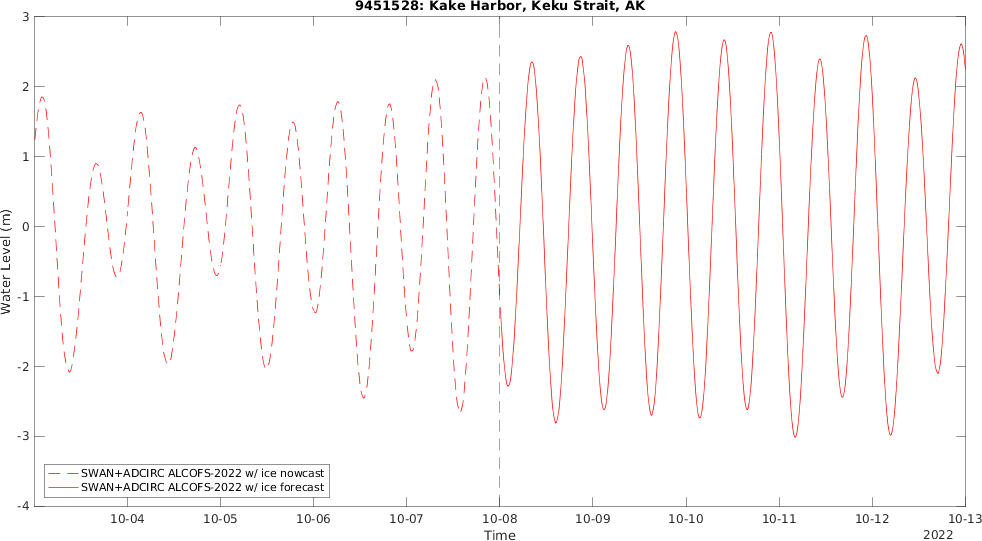 9451528: Kake Harbor, Keku Strait, AK
3
2
1
0
-1
-2
-3
-4
Water Level (m)
SWAN+ADCIRC ALCOFS-2022 w/ ice nowcast
SWAN+ADCIRC ALCOFS-2022 w/ ice forecast
10-04 10-05 10-06 10-07 10-08 10-09 10-10 10-11 10-12 10-13
Time
2022